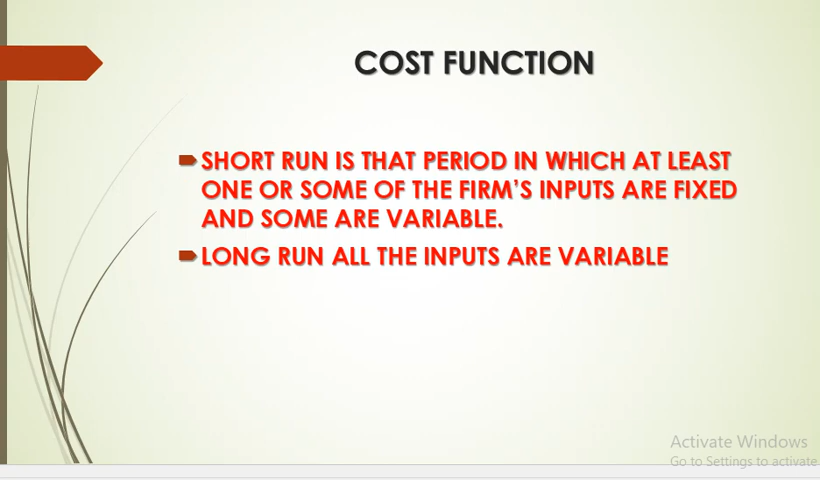 COST FUNCTION
SHORT RUN IS THAT PERIOD IN WHICH AT LEAST
ONE OR SOME OF THE FIRM’S INPUTS ARE FIXED
AND SOME ARE VARIABLE.
LONG RUN ALL THE INPUTS ARE VARIABLE
Activate Windows
Go to Settings to activate